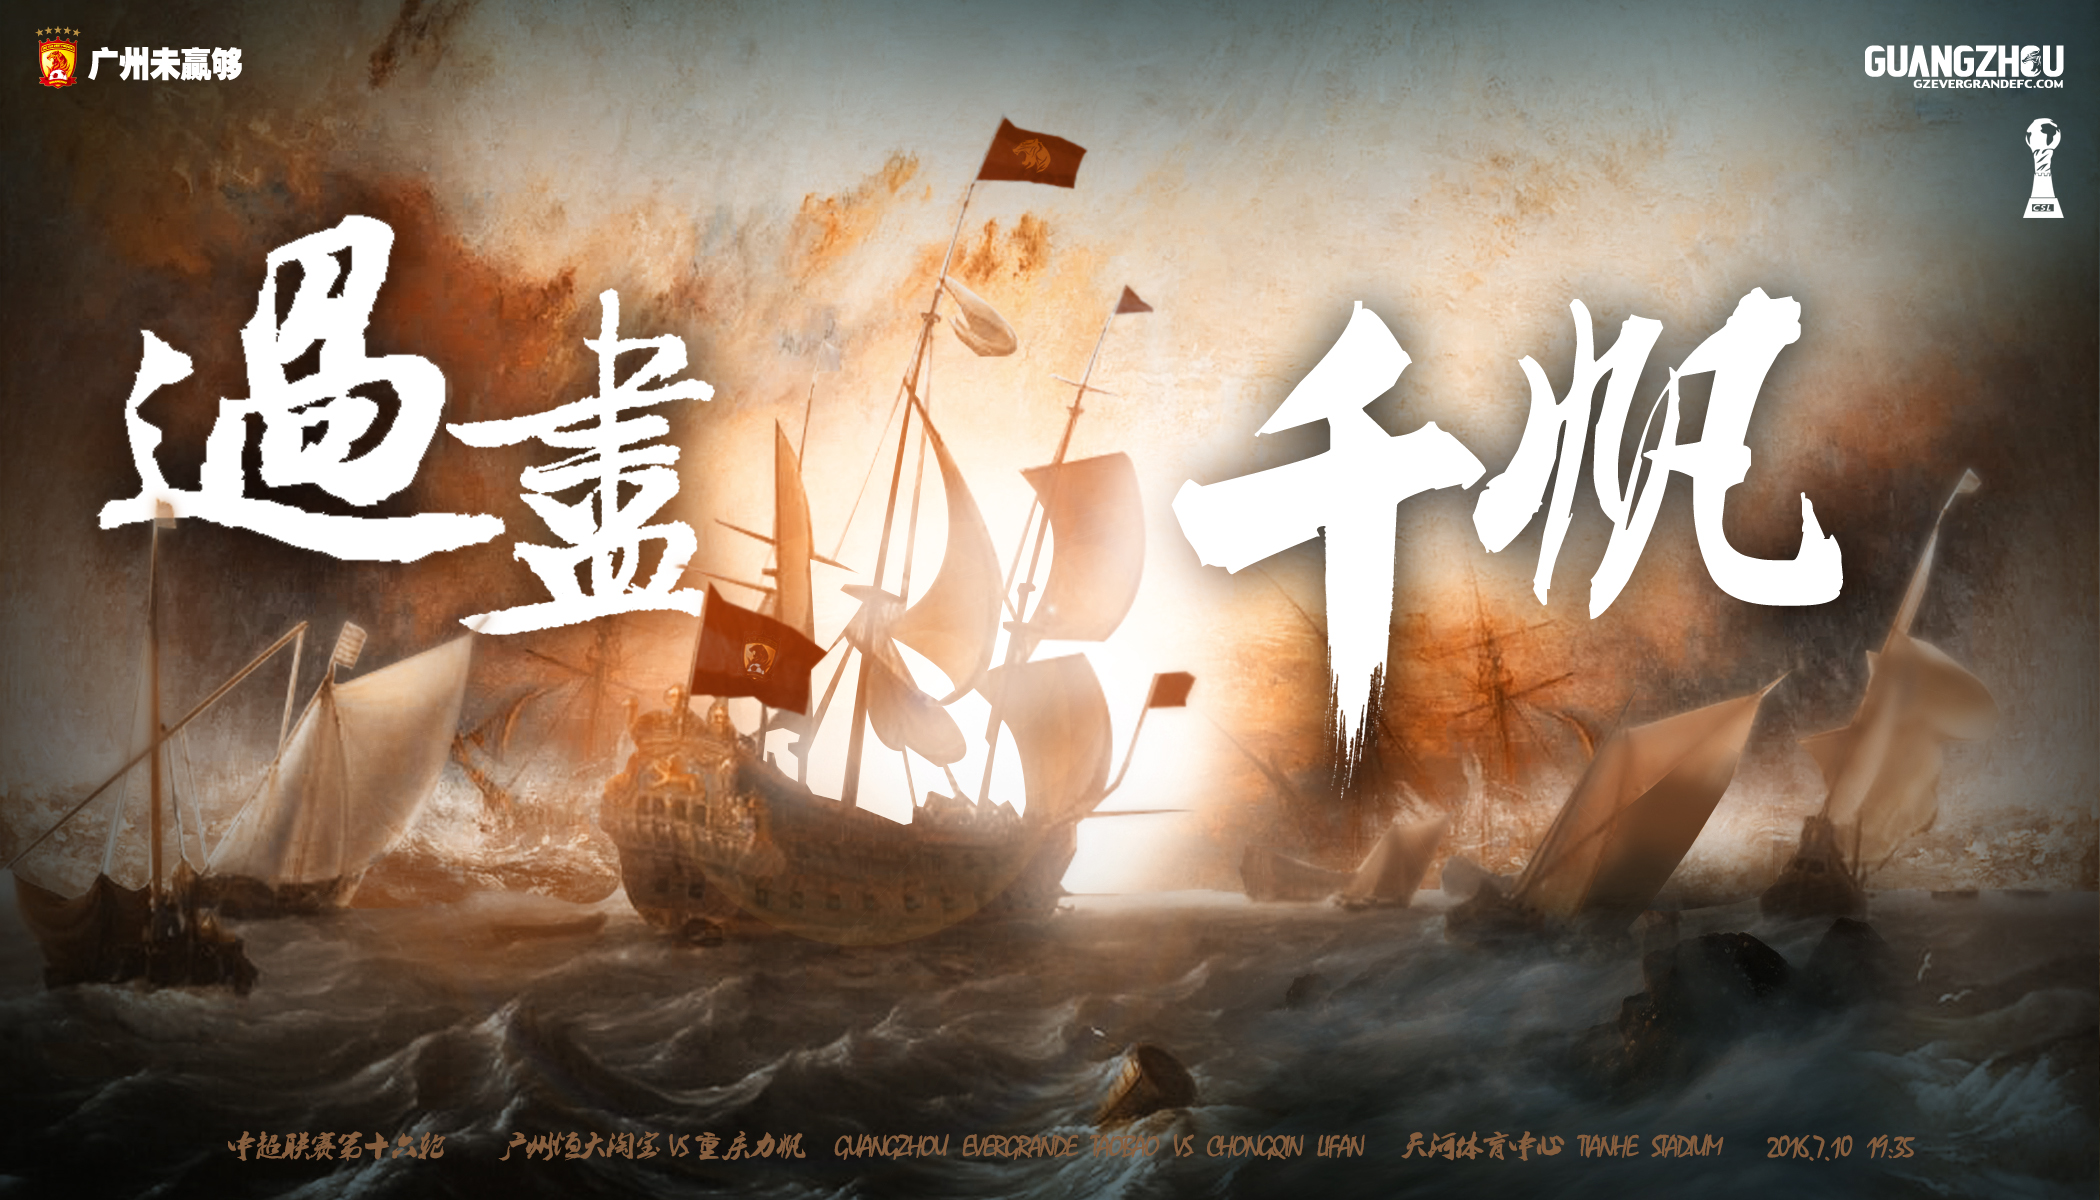 广州未赢够
GUANGZHOU
GZEVERGRANDEFC.COM
CSL
過盡 千帆
中超联赛第十六轮 广州恒大淘宝 VS 重庆力帆 GUANGZHOU EVERGRANDE TAOBAO VS CHONGQIN LIFAN 天河体育中心 TIANHE STADIUM 2016.7.10 19:35